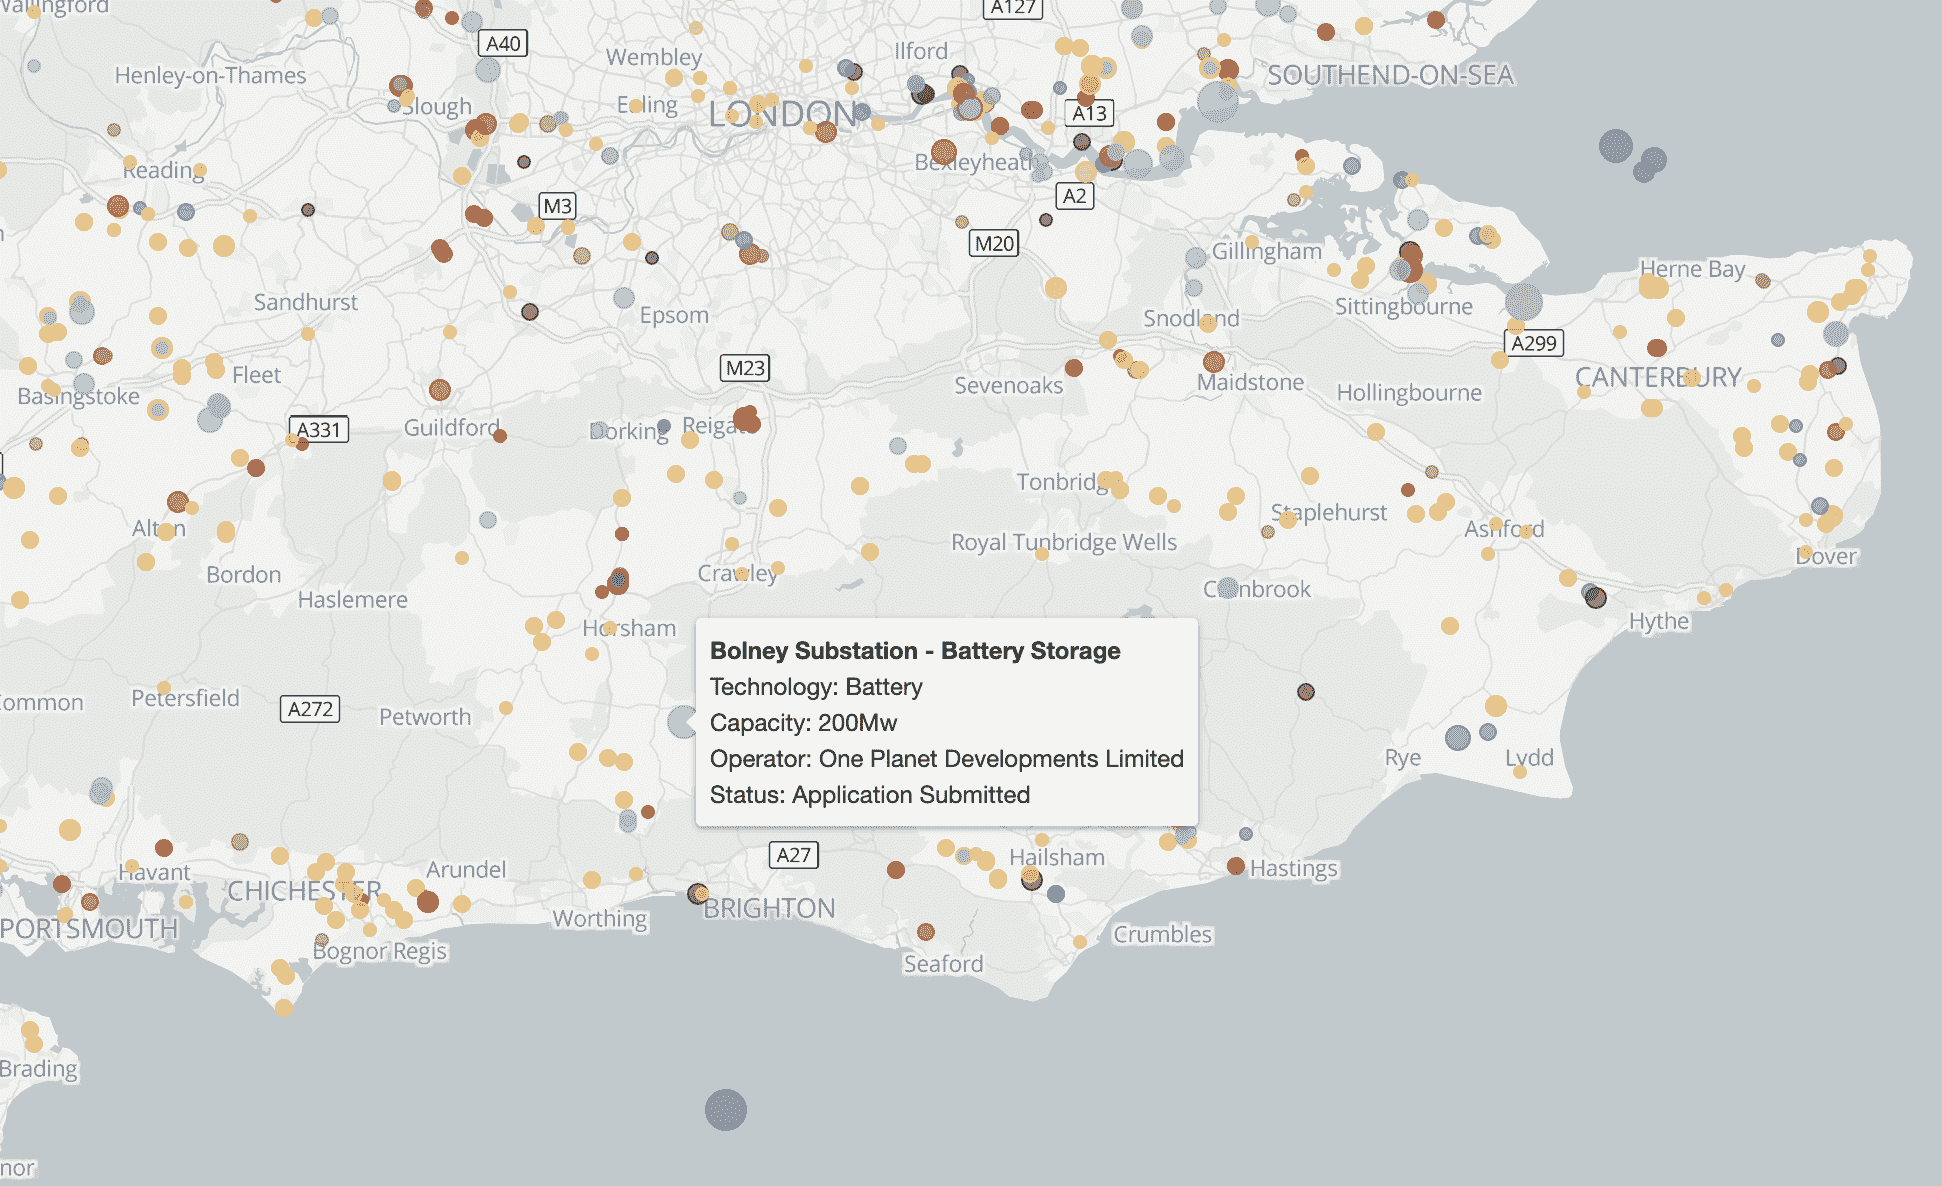 Wallingford
A127
A40
Wembley
Ilford
Henley-on-Thames
SOUTHEND-ON-SEA
Slough
Ealing
LONDON
A13
Reading
Bexleyheath
A2
M3
M20
Gillingham
Herne Bay
Sandhurst
Epsom
Snodland
Sittingbourne
A299
M23
Fleet
Sevenoaks
Maidstone
Hollingbourne
CANTERBURY
Basingstoke
A331
Guildford
Dorking
Reigate
Tonbridge
Staplehurst
Alton
Ashford
Royal Tunbridge Wells
Dover
Bordon
Crawley
Cranbrook
Haslemere
Horsham
Hythe
Bolney Substation - Battery Storage
Technology: Battery
Capacity: 200Mw
Operator: One Planet Developments Limited
Status: Application Submitted
ommon
Petersfield
A272
Petworth
Rye
Lydd
A27
Hailsham
Havant
Arundel
Hastings
CHICHESTER
PORTSMOUTH
Worthing
BRIGHTON
Crumbles
Bognor Regis
Seaford
Brading
nor